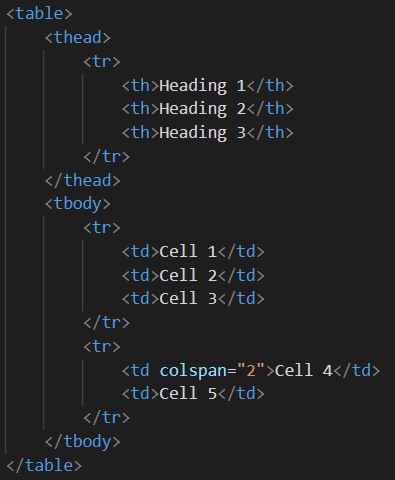 <table>
    <thead>
        <tr>
            <th>Heading 1</th>
            <th>Heading 2</th>
            <th>Heading 3</th>
        </tr>
    </thead>
    <tbody>
        <tr>
            <td>Cell 1</td>
            <td>Cell 2</td>
            <td>Cell 3</td>
        </tr>
        <tr>
            <td colspan="2">Cell 4</td>
            <td>Cell 5</td>
        </tr>
    </tbody>
</table>